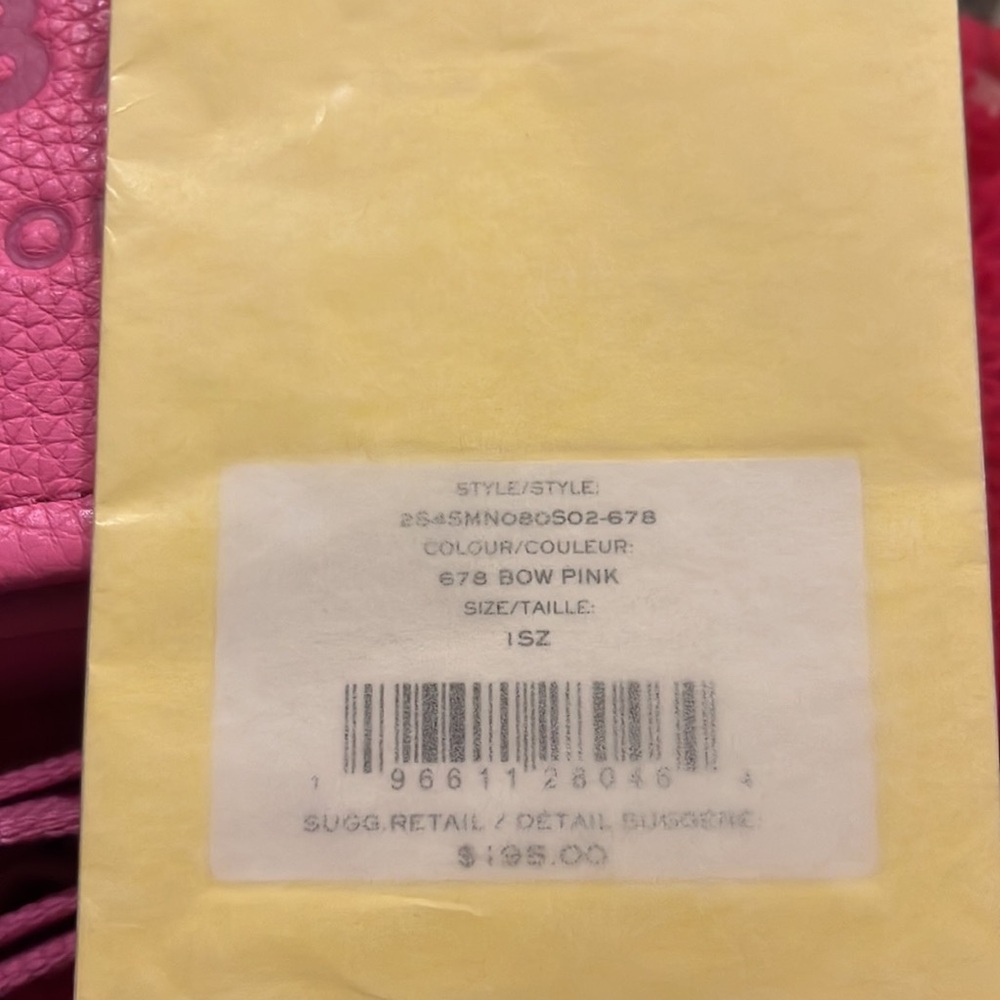 STYLE/STYLE:
2S4SMN080S02-678
COLOUR/COULEUR:
678 BOW PINK
SIZE/TAILLE:
1SZ
1 96611 28046 4
SUGG.RETAIL / DÉTAIL SUGGÉRÉ
$195.00